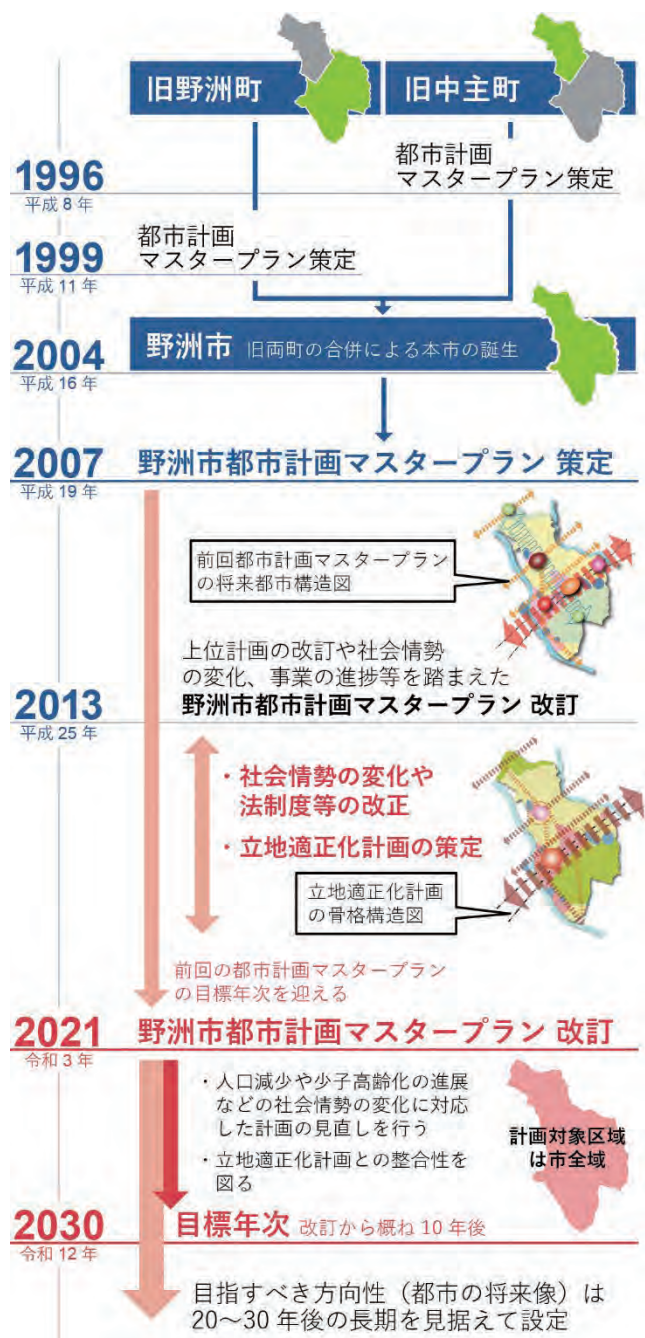 旧野洲町
旧中主町
都市計画
マスタープラン策定
1996
平成8年
都市計画
マスタープラン策定
1999
平成11年
野洲市 旧両町の合併による本市の誕生
2004
平成16年
2007
平成19年
野洲市都市計画マスタープラン 策定
前回都市計画マスタープラン
の将来都市構造図
上位計画の改訂や社会情勢
の変化、事業の進捗等を踏まえた
野洲市都市計画マスタープラン 改訂
2013
平成25年
・社会情勢の変化や
法制度等の改正
・立地適正化計画の策定
立地適正化計画
の骨格構造図
前回の都市計画マスタープラン
の目標年次を迎える
2021
令和3年
野洲市都市計画マスタープラン 改訂
・人口減少や少子高齢化の進展
などの社会情勢の変化に対応
した計画の見直しを行う
・立地適正化計画との整合性を
図る
計画対象区域
は市全域
2030
令和12年
目標年次 改訂から概ね10年後
目指すべき方向性（都市の将来像）は
20～30年後の長期を見据えて設定